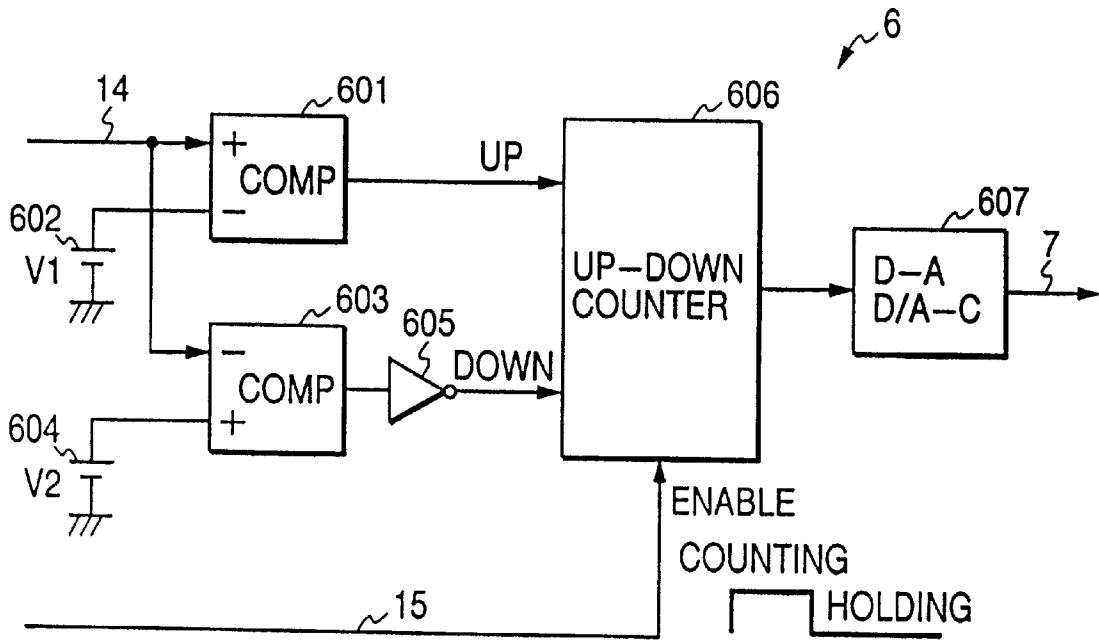 6
14
601
606
+
COMP
−
UP
602
V1
607
7
UP−DOWN
COUNTER
D−A
D/A−C
603
605
−
COMP
+
DOWN
604
V2
ENABLE
COUNTING
HOLDING
15